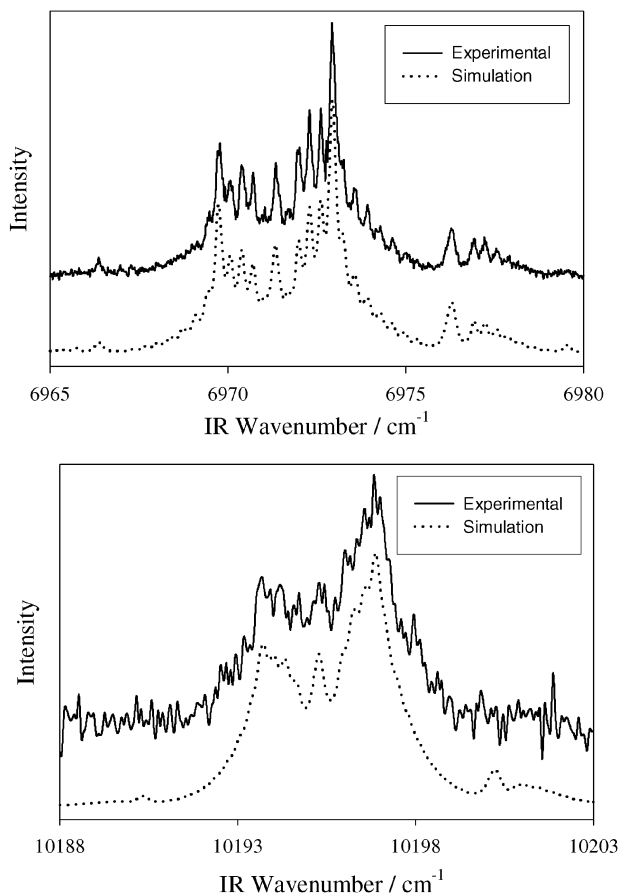 Experimental
Simulation
Intensity
6965 6970 6975 6980
IR Wavenumber / cm-1
Experimental
Simulation
Intensity
10188 10193 10198 10203
IR Wavenumber / cm-1